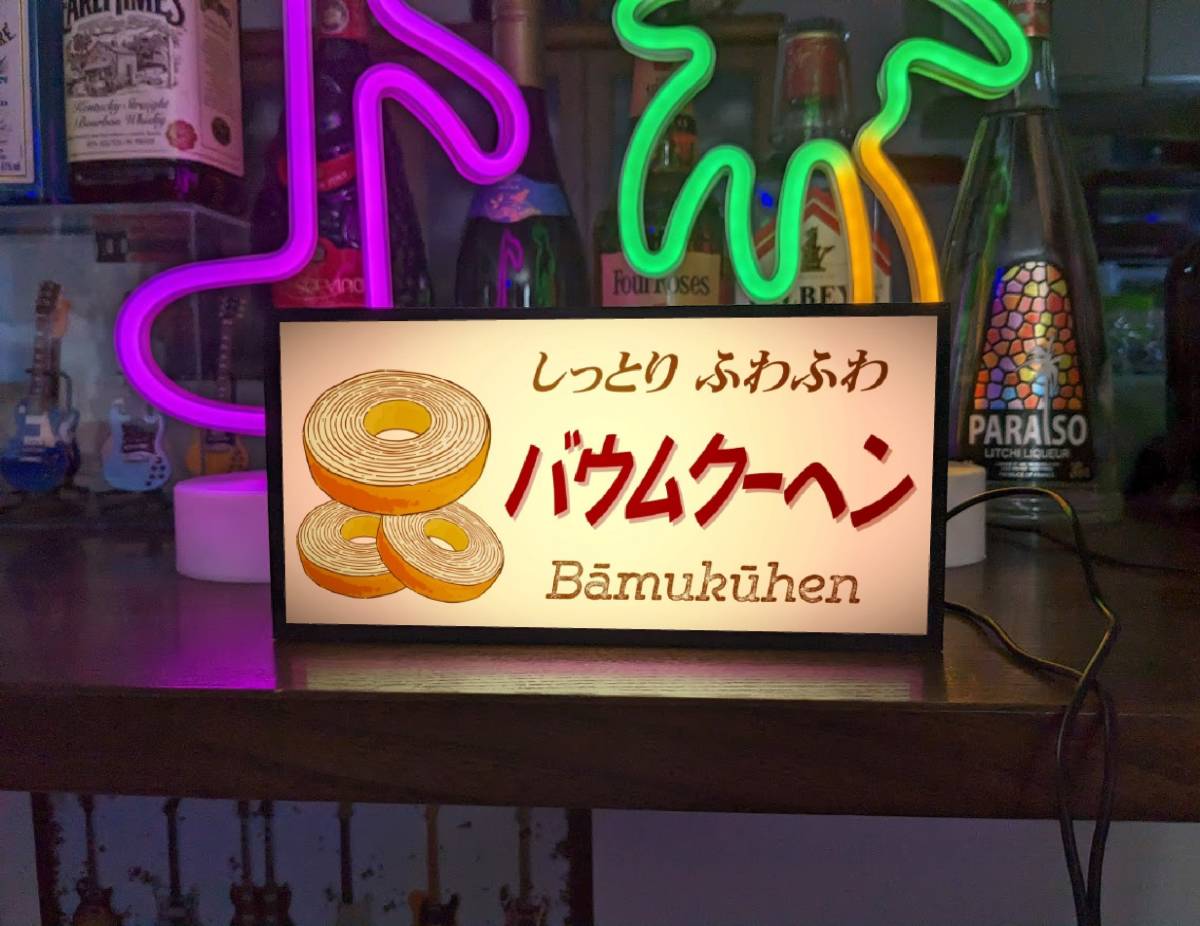 EARLY TIMES
Kentucky Straight
Bourbon Whisky
Four Roses
PARAISO
LITCHI LIQUEUR
しっとり ふわふわ
バウムクーヘン
Bāmukūhen